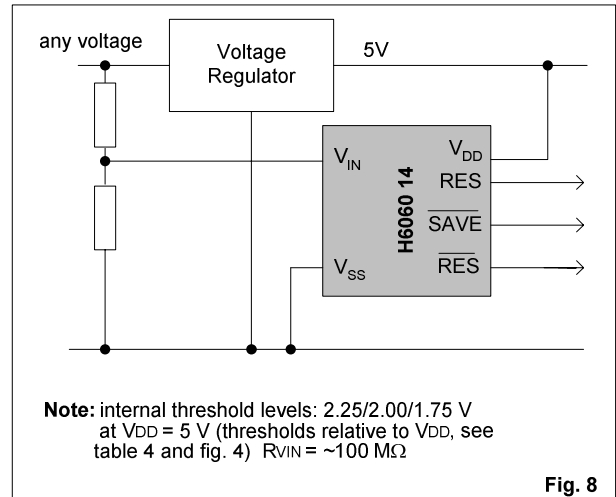 any voltage
Voltage
Regulator
5V
VIN
VDD
RES
H6060 14
SAVE
RES
VSS
Note: internal threshold levels: 2.25/2.00/1.75 V
at VDD = 5 V (thresholds relative to VDD, see
table 4 and fig. 4) RVIN = ~100 MΩ
Fig. 8